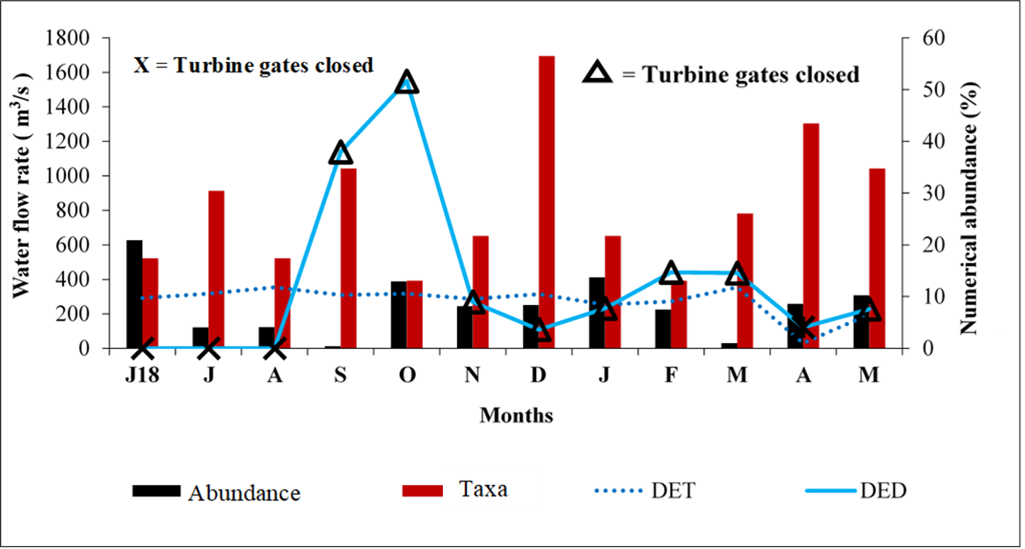 X = Turbine gates closed
= Turbine gates closed
Water flow rate ( m³/s )
1800
1600
1400
1200
1000
800
600
400
200
0
60
50
40
30
20
10
0
Numerical abundance (%)
J18 J A S O N D J F M A M
Months
Abundance Taxa DET DED